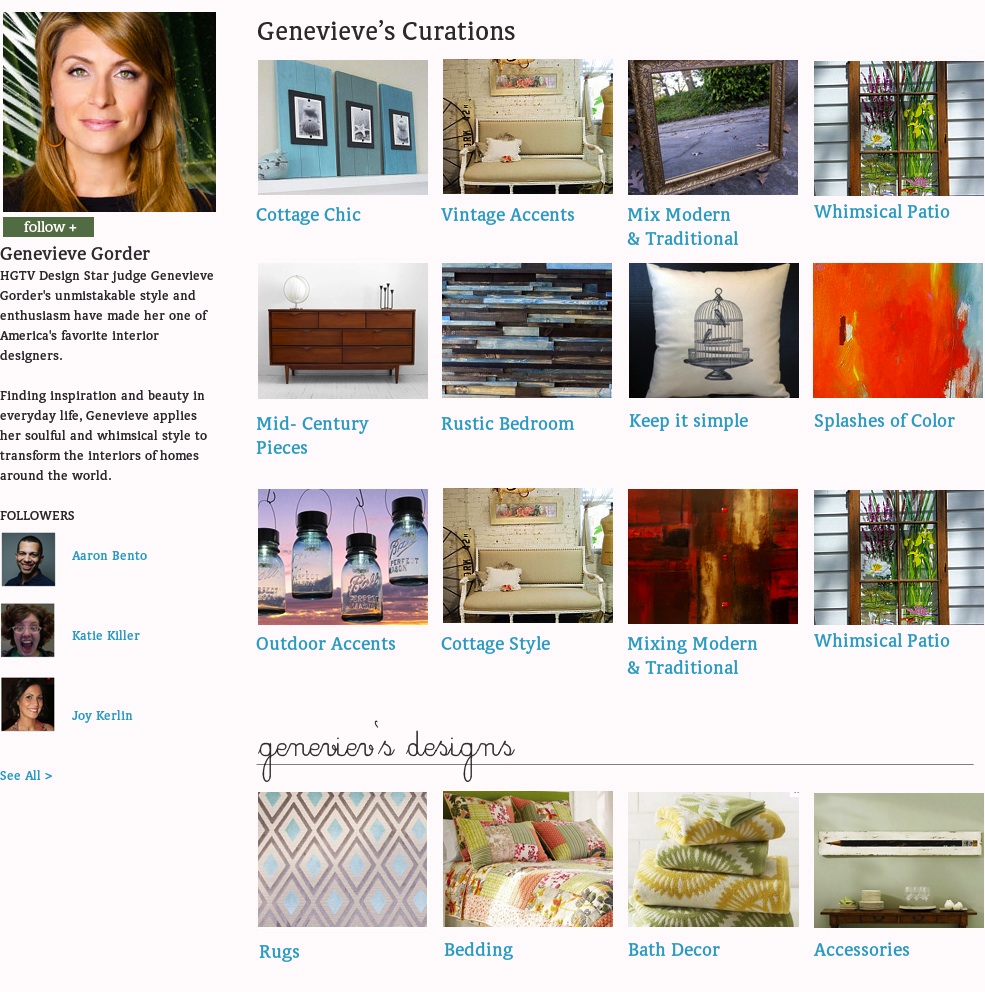 follow +
Genevieve Gorder
HGTV Design Star judge Genevieve
Gorder's unmistakable style and
enthusiasm have made her one of
America's favorite interior
designers.
Finding inspiration and beauty in
everyday life, Genevieve applies
her soulful and whimsical style to
transform the interiors of homes
around the world.
FOLLOWERS
Aaron Bento
Katie Killer
Joy Kerlin
See All >
Genevieve’s Curations
Cottage Chic
Vintage Accents
Mix Modern
& Traditional
Whimsical Patio
Mid- Century
Pieces
Rustic Bedroom
Keep it simple
Splashes of Color
Outdoor Accents
Cottage Style
Mixing Modern
& Traditional
Whimsical Patio
geneviev's designs
Rugs
Bedding
Bath Decor
Accessories